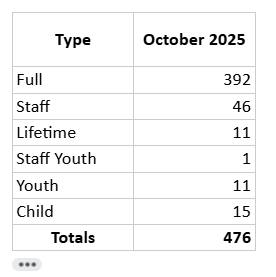 Type October 2025
Full 392
Staff 46
Lifetime 11
Staff Youth 1
Youth 11
Child 15
Totals 476